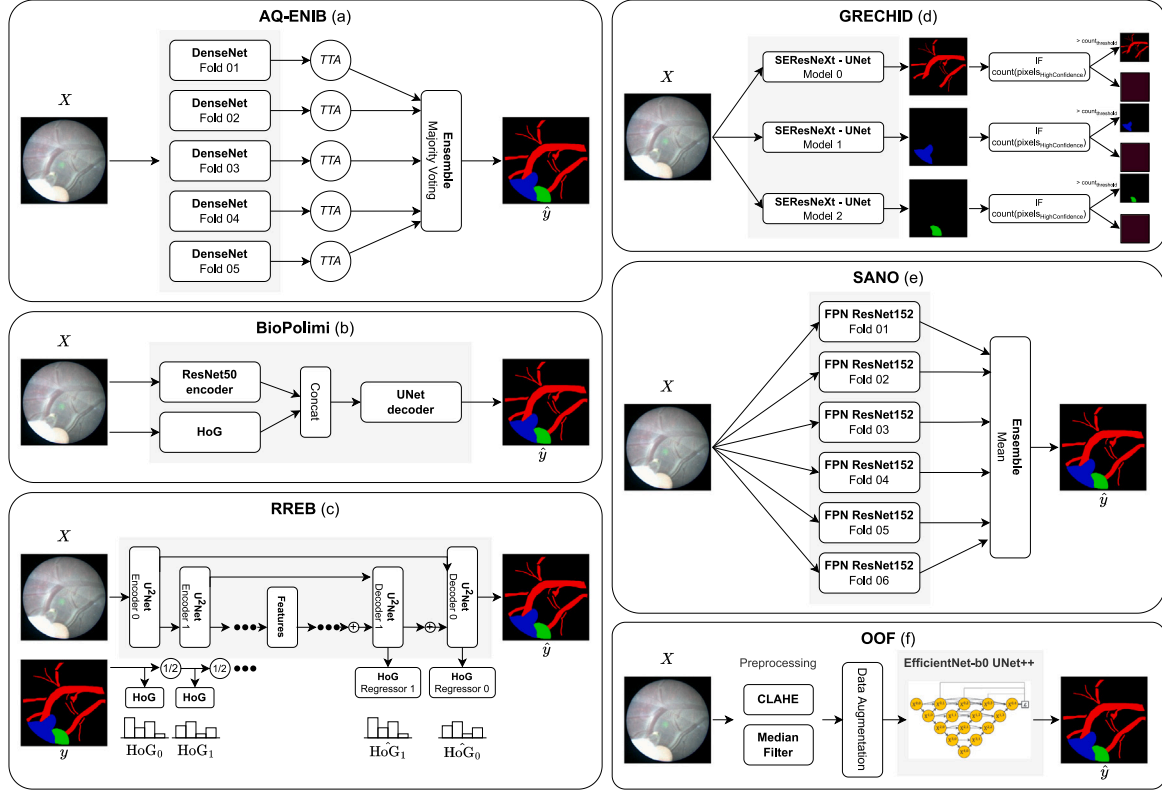 AQ-ENIB (a)
X
DenseNet
Fold 01
TTA
DenseNet
Fold 02
TTA
DenseNet
Fold 03
TTA
DenseNet
Fold 04
TTA
DenseNet
Fold 05
TTA
Ensemble
Majority Voting
ŷ
BioPolimi (b)
X
ResNet50
encoder
HoG
Concat
UNet
decoder
ŷ
RREB (c)
X
U²Net
Encoder 0
U²Net
Encoder 1
Features
+
U²Net
Decoder 1
+
U²Net
Decoder 0
ŷ
1/2
1/2
HoG
HoG
HoG
Regressor 1
HoG
Regressor 0
y
HoG₀
HoG₁
HoĜ₁
HoĜ₀
GRECHID (d)
X
SEResNeXt - UNet
Model 0
IF
count(pixels_HighConfidence)
> count_threshold
SEResNeXt - UNet
Model 1
IF
count(pixels_HighConfidence)
> count_threshold
SEResNeXt - UNet
Model 2
IF
count(pixels_HighConfidence)
> count_threshold
SANO (e)
X
FPN ResNet152
Fold 01
FPN ResNet152
Fold 02
FPN ResNet152
Fold 03
FPN ResNet152
Fold 04
FPN ResNet152
Fold 05
FPN ResNet152
Fold 06
Ensemble
Mean
ŷ
OOF (f)
X
Preprocessing
CLAHE
Median
Filter
Data Augmentation
EfficientNet-b0 UNet++
ŷ